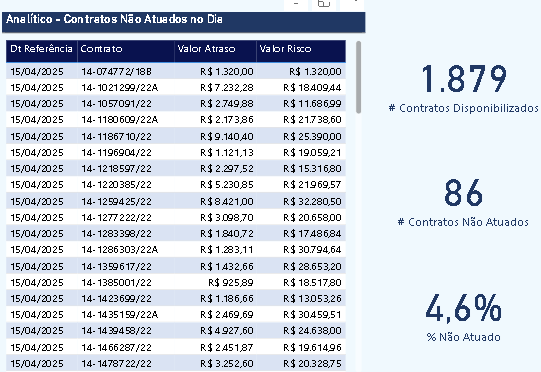 Analítico - Contratos Não Atuados no Dia
Dt Referência Contrato Valor Atraso Valor Risco
15/04/2025 14-074772/18B R$ 1.320,00 R$ 1.320,00
15/04/2025 14-1021299/22A R$ 7.232,28 R$ 18.409,44
15/04/2025 14-1057091/22 R$ 2.749,88 R$ 11.686,99
15/04/2025 14-1180609/22A R$ 2.173,86 R$ 21.738,60
15/04/2025 14-1186710/22 R$ 9.140,40 R$ 25.390,00
15/04/2025 14-1196904/22 R$ 1.121,13 R$ 19.059,21
15/04/2025 14-1218597/22 R$ 2.297,52 R$ 15.316,80
15/04/2025 14-1220385/22 R$ 5.230,85 R$ 21.969,57
15/04/2025 14-1259425/22 R$ 8.421,00 R$ 32.280,50
15/04/2025 14-1277222/22 R$ 3.098,70 R$ 20.658,00
15/04/2025 14-1283398/22 R$ 1.840,72 R$ 17.486,84
15/04/2025 14-1286303/22A R$ 1.283,11 R$ 30.794,64
15/04/2025 14-1359617/22 R$ 1.432,66 R$ 28.653,20
15/04/2025 14-1385001/22 R$ 925,89 R$ 18.517,80
15/04/2025 14-1423699/22 R$ 1.186,66 R$ 13.053,26
15/04/2025 14-1435159/22A R$ 2.469,69 R$ 30.459,51
15/04/2025 14-1439458/22 R$ 4.927,60 R$ 24.638,00
15/04/2025 14-1466287/22 R$ 2.451,87 R$ 19.614,96
15/04/2025 14-1478722/22 R$ 3.252,60 R$ 20.328,75
1.879
# Contratos Disponibilizados
86
# Contratos Não Atuados
4,6%
% Não Atuado